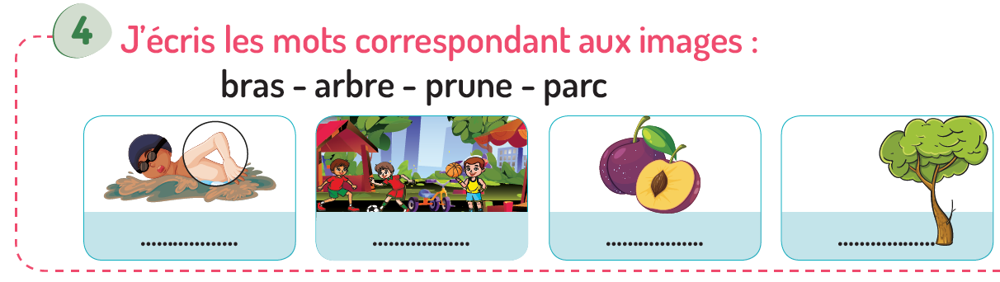 4 J'écris les mots correspondant aux images :
bras - arbre - prune - parc
.................. .................. .................. ..................